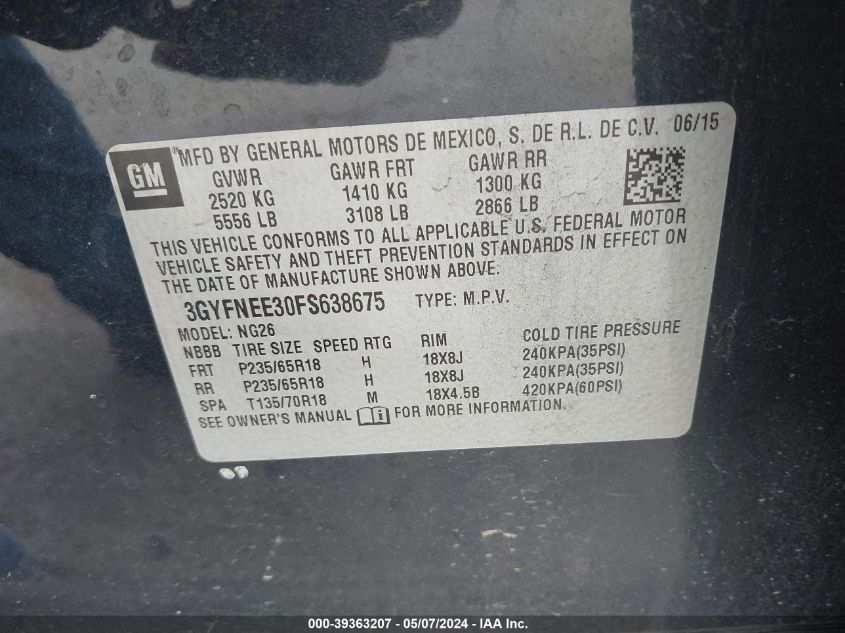 GM
® MFD BY GENERAL MOTORS DE MEXICO, S. DE R.L. DE C.V. 06/15
GVWR GAWR FRT GAWR RR
2520 KG 1410 KG 1300 KG
5556 LB 3108 LB 2866 LB
THIS VEHICLE CONFORMS TO ALL APPLICABLE U.S. FEDERAL MOTOR
VEHICLE SAFETY AND THEFT PREVENTION STANDARDS IN EFFECT ON
THE DATE OF MANUFACTURE SHOWN ABOVE.
3GYFNEE30FS638675 TYPE: M.P.V.
MODEL: NG26
NBBB TIRE SIZE SPEED RTG RIM COLD TIRE PRESSURE
FRT P235/65R18 H 18X8J 240KPA(35PSI)
RR P235/65R18 H 18X8J 240KPA(35PSI)
SPA T135/70R18 M 18X4.5B 420KPA(60PSI)
SEE OWNER'S MANUAL FOR MORE INFORMATION.
000-39363207 - 05/07/2024 - IAA Inc.